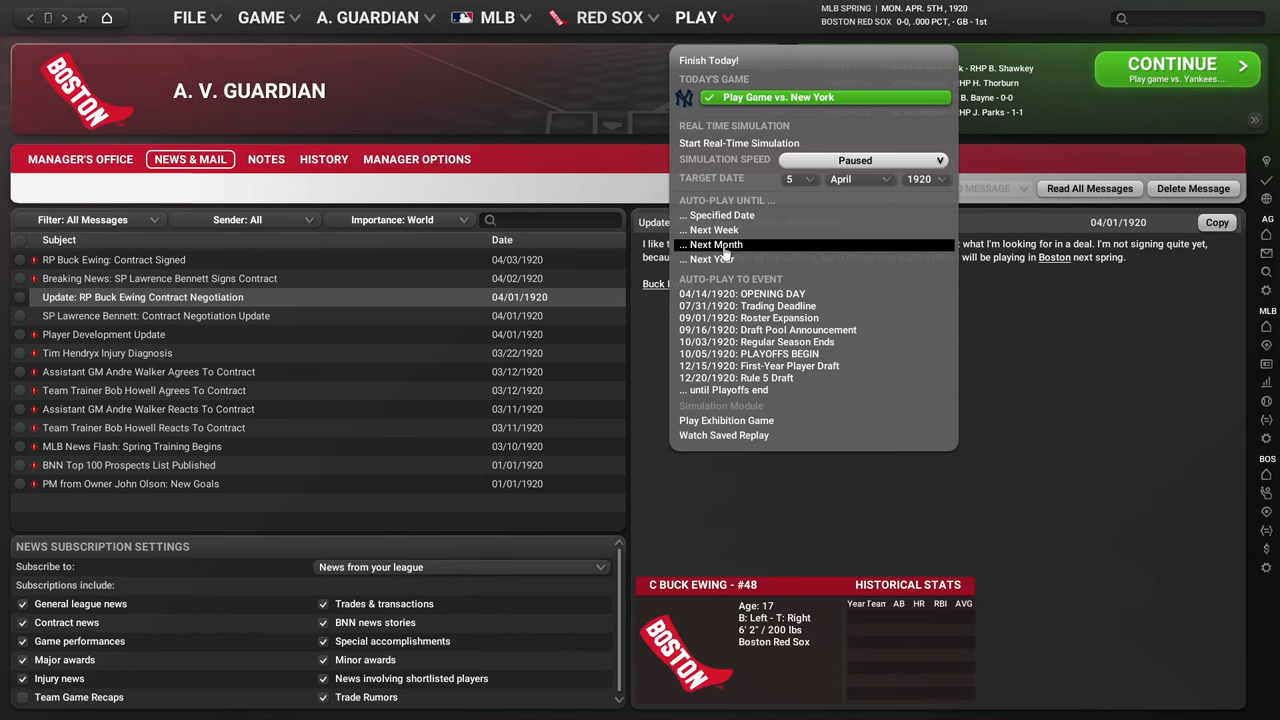 FILE
GAME
A. GUARDIAN
MLB
RED SOX
PLAY
MLB SPRING | MON. APR. 5TH , 1920
BOSTON RED SOX 0-0, .000 PCT, - GB - 1st
BOSTON
A. V. GUARDIAN
- RHP B. Shawkey
RHP H. Thorburn
B. Bayne - 0-0
RHP J. Parks - 1-1
CONTINUE
Play game vs. Yankees...
Finish Today!
TODAY'S GAME
Play Game vs. New York
REAL TIME SIMULATION
Start Real-Time Simulation
SIMULATION SPEED Paused
TARGET DATE 5 April 1920
AUTO-PLAY UNTIL ...
... Specified Date
... Next Week
... Next Month
... Next Year
AUTO-PLAY TO EVENT
04/14/1920: OPENING DAY
07/31/1920: Trading Deadline
09/01/1920: Roster Expansion
09/16/1920: Draft Pool Announcement
10/03/1920: Regular Season Ends
10/05/1920: PLAYOFFS BEGIN
12/15/1920: First-Year Player Draft
12/20/1920: Rule 5 Draft
... until Playoffs end
Simulation Module
Play Exhibition Game
Watch Saved Replay
MANAGER'S OFFICE
NEWS & MAIL
NOTES
HISTORY
MANAGER OPTIONS
MESSAGE
Read All Messages
Delete Message
Filter: All Messages
Sender: All
Importance: World
Subject Date
RP Buck Ewing: Contract Signed 04/03/1920
Breaking News: SP Lawrence Bennett Signs Contract 04/02/1920
Update: RP Buck Ewing Contract Negotiation 04/01/1920
SP Lawrence Bennett: Contract Negotiation Update 04/01/1920
Player Development Update 04/01/1920
Tim Hendryx Injury Diagnosis 03/22/1920
Assistant GM Andre Walker Agrees To Contract 03/12/1920
Team Trainer Bob Howell Agrees To Contract 03/12/1920
Assistant GM Andre Walker Reacts To Contract 03/11/1920
Team Trainer Bob Howell Reacts To Contract 03/11/1920
MLB News Flash: Spring Training Begins 03/10/1920
BNN Top 100 Prospects List Published 01/01/1920
PM from Owner John Olson: New Goals 01/01/1920
Update
04/01/1920
Copy
I like t
what I'm looking for in a deal. I'm not signing quite yet,
becau
will be playing in Boston next spring.
Buck
NEWS SUBSCRIPTION SETTINGS
Subscribe to: News from your league
Subscriptions include:
General league news
Trades & transactions
Contract news
BNN news stories
Game performances
Special accomplishments
Major awards
Minor awards
Injury news
News involving shortlisted players
Team Game Recaps
Trade Rumors
C BUCK EWING - #48
HISTORICAL STATS
BOSTON
Age: 17
B: Left - T: Right
6' 2" / 200 lbs
Boston Red Sox
Year Team AB HR RBI AVG
AG
MLB
BOS